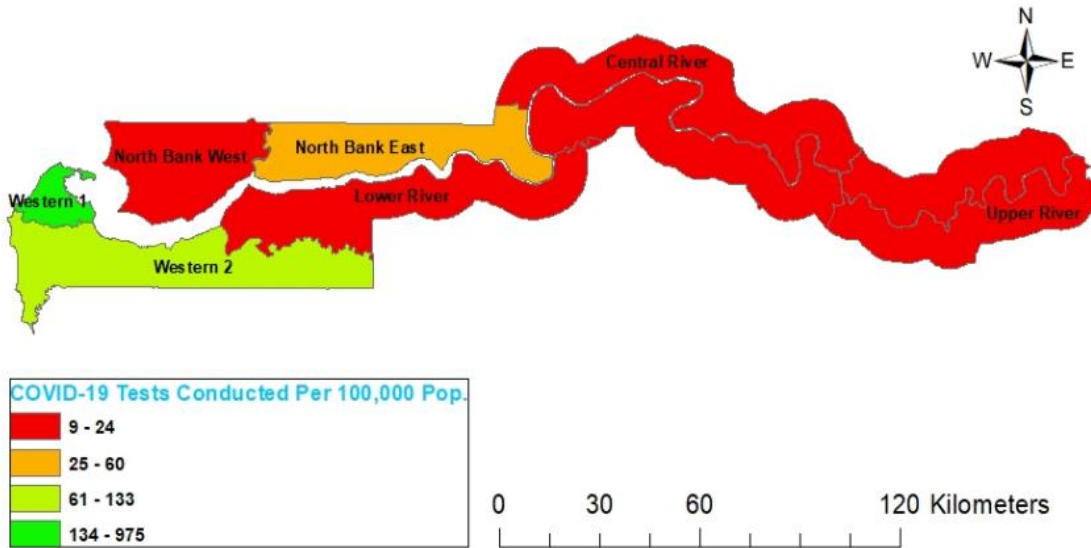 N
W E
S
Central River
North Bank West
North Bank East
Lower River
Western 1
Upper River
Western 2
COVID-19 Tests Conducted Per 100,000 Pop.
9 - 24
25 - 60
61 - 133
134 - 975
0 30 60 120 Kilometers